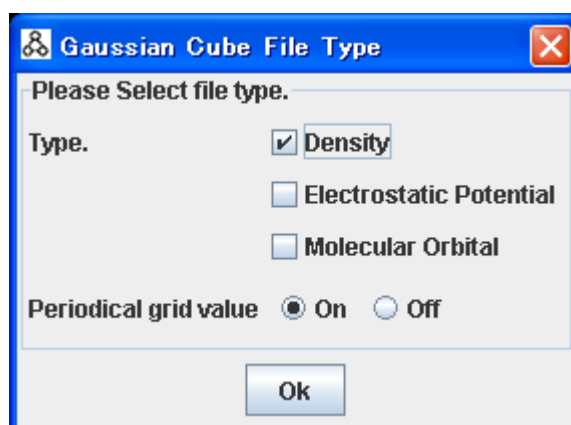 Gaussian Cube File Type
Please Select file type.
Type. Density
Electrostatic Potential
Molecular Orbital
Periodical grid value On Off
Ok